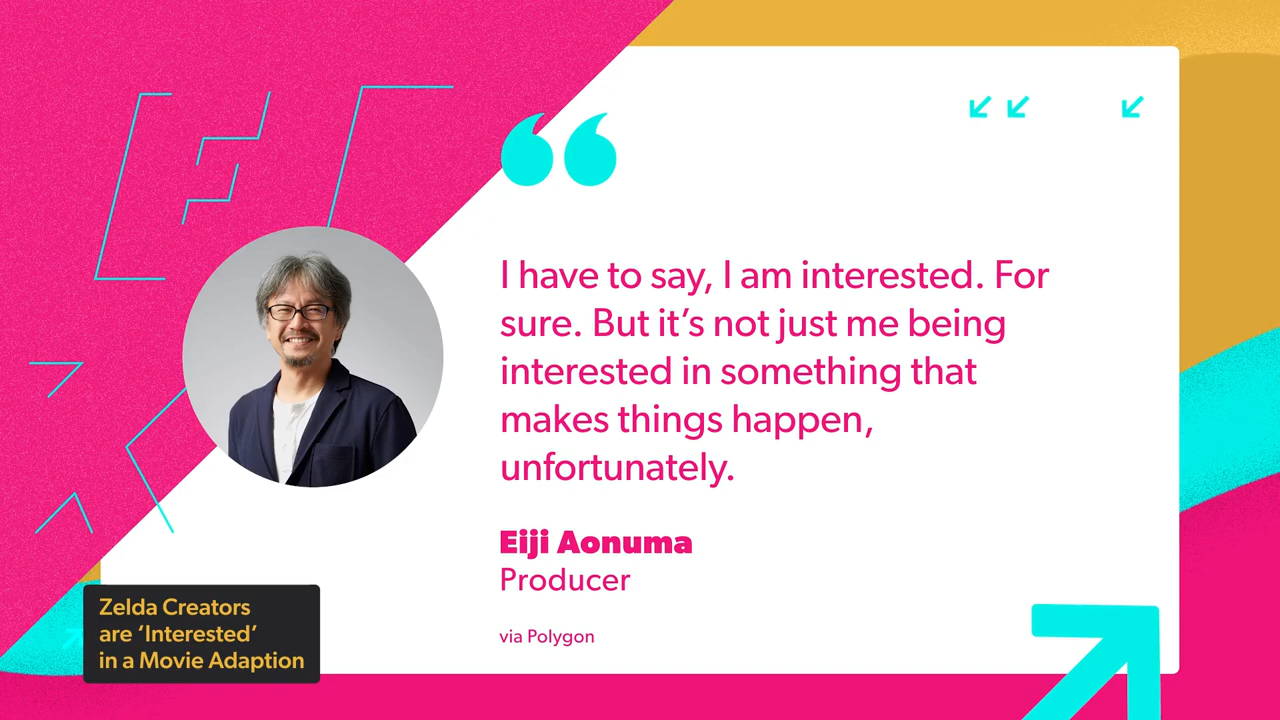 I have to say, I am interested. For
sure. But it’s not just me being
interested in something that
makes things happen,
unfortunately.
Eiji Aonuma
Producer
via Polygon
Zelda Creators
are ‘Interested’
in a Movie Adaption